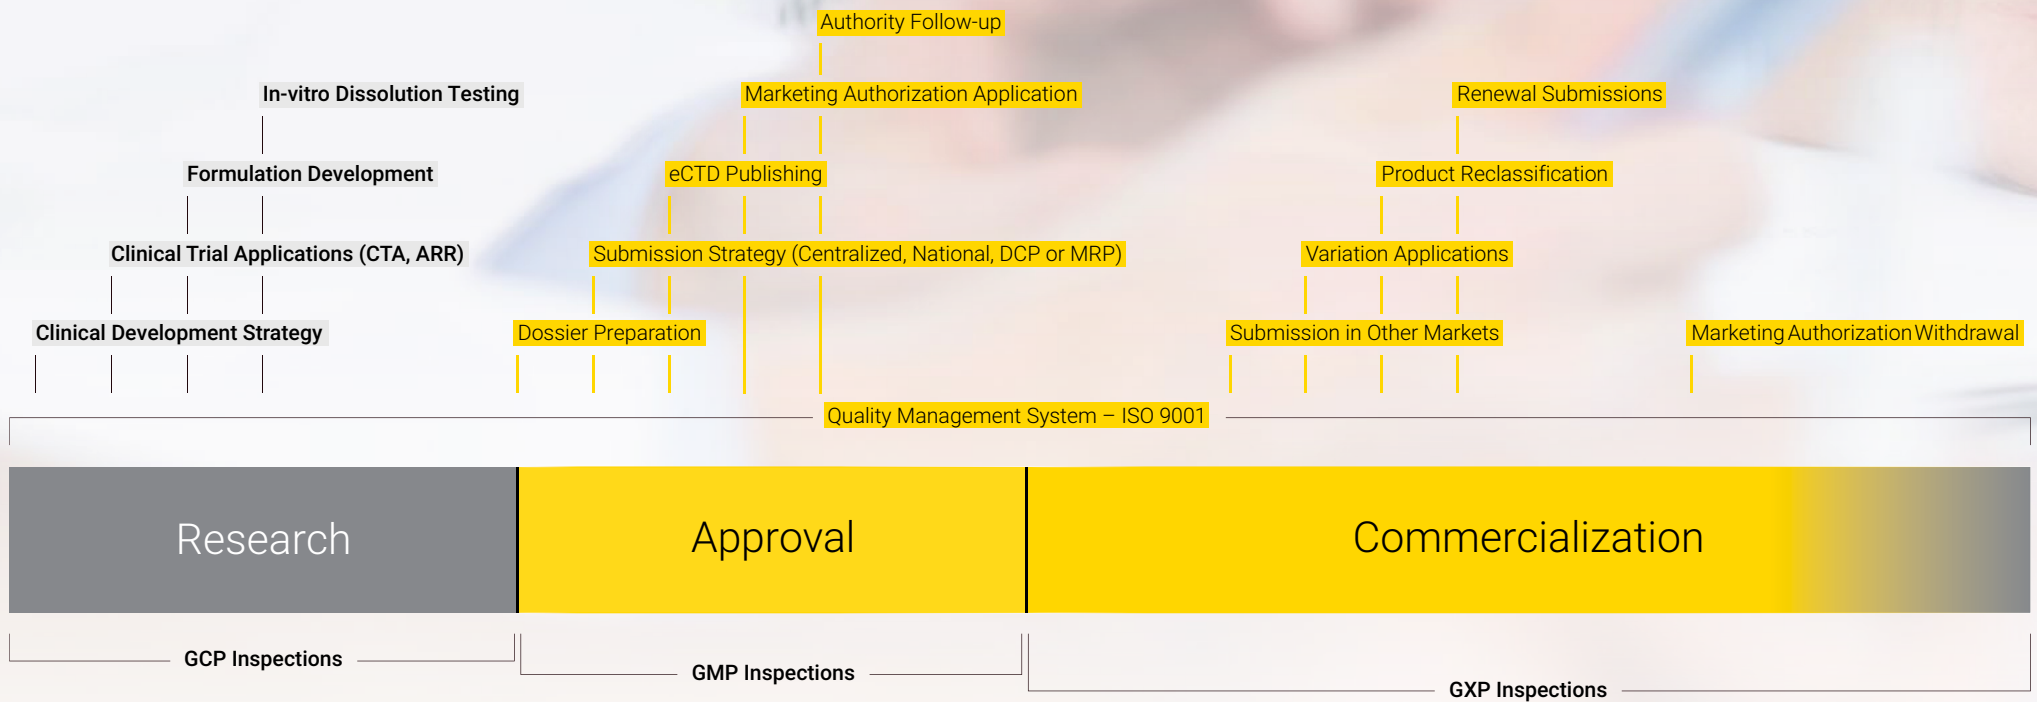 Authority Follow-up
In-vitro Dissolution Testing
Marketing Authorization Application
Renewal Submissions
Formulation Development
eCTD Publishing
Product Reclassification
Clinical Trial Applications (CTA, ARR)
Submission Strategy (Centralized, National, DCP or MRP)
Variation Applications
Clinical Development Strategy
Dossier Preparation
Submission in Other Markets
Marketing Authorization Withdrawal
Quality Management System – ISO 9001
Research
Approval
Commercialization
GCP Inspections
GMP Inspections
GXP Inspections